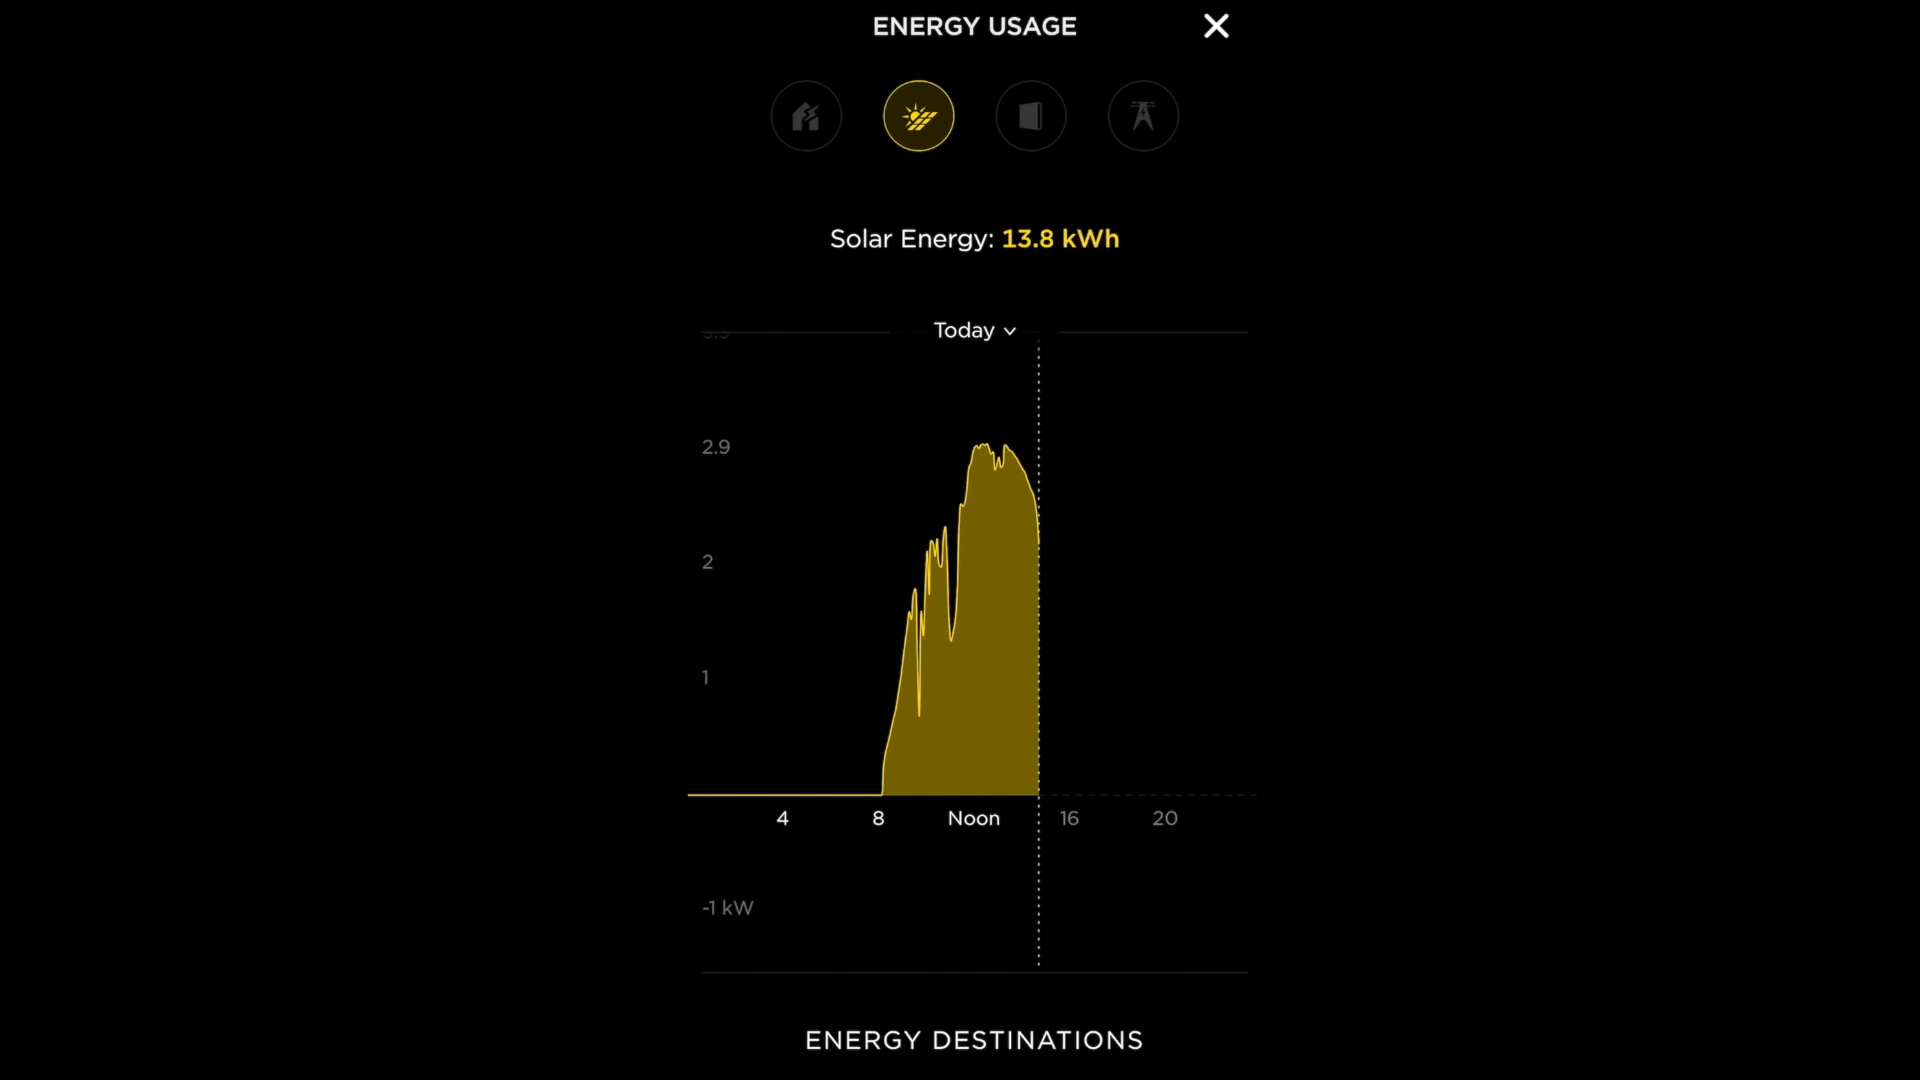 ENERGY USAGE
Solar Energy: 13.8 kWh
Today
2.9
2
1
4 8 Noon 16 20
-1 kW
ENERGY DESTINATIONS